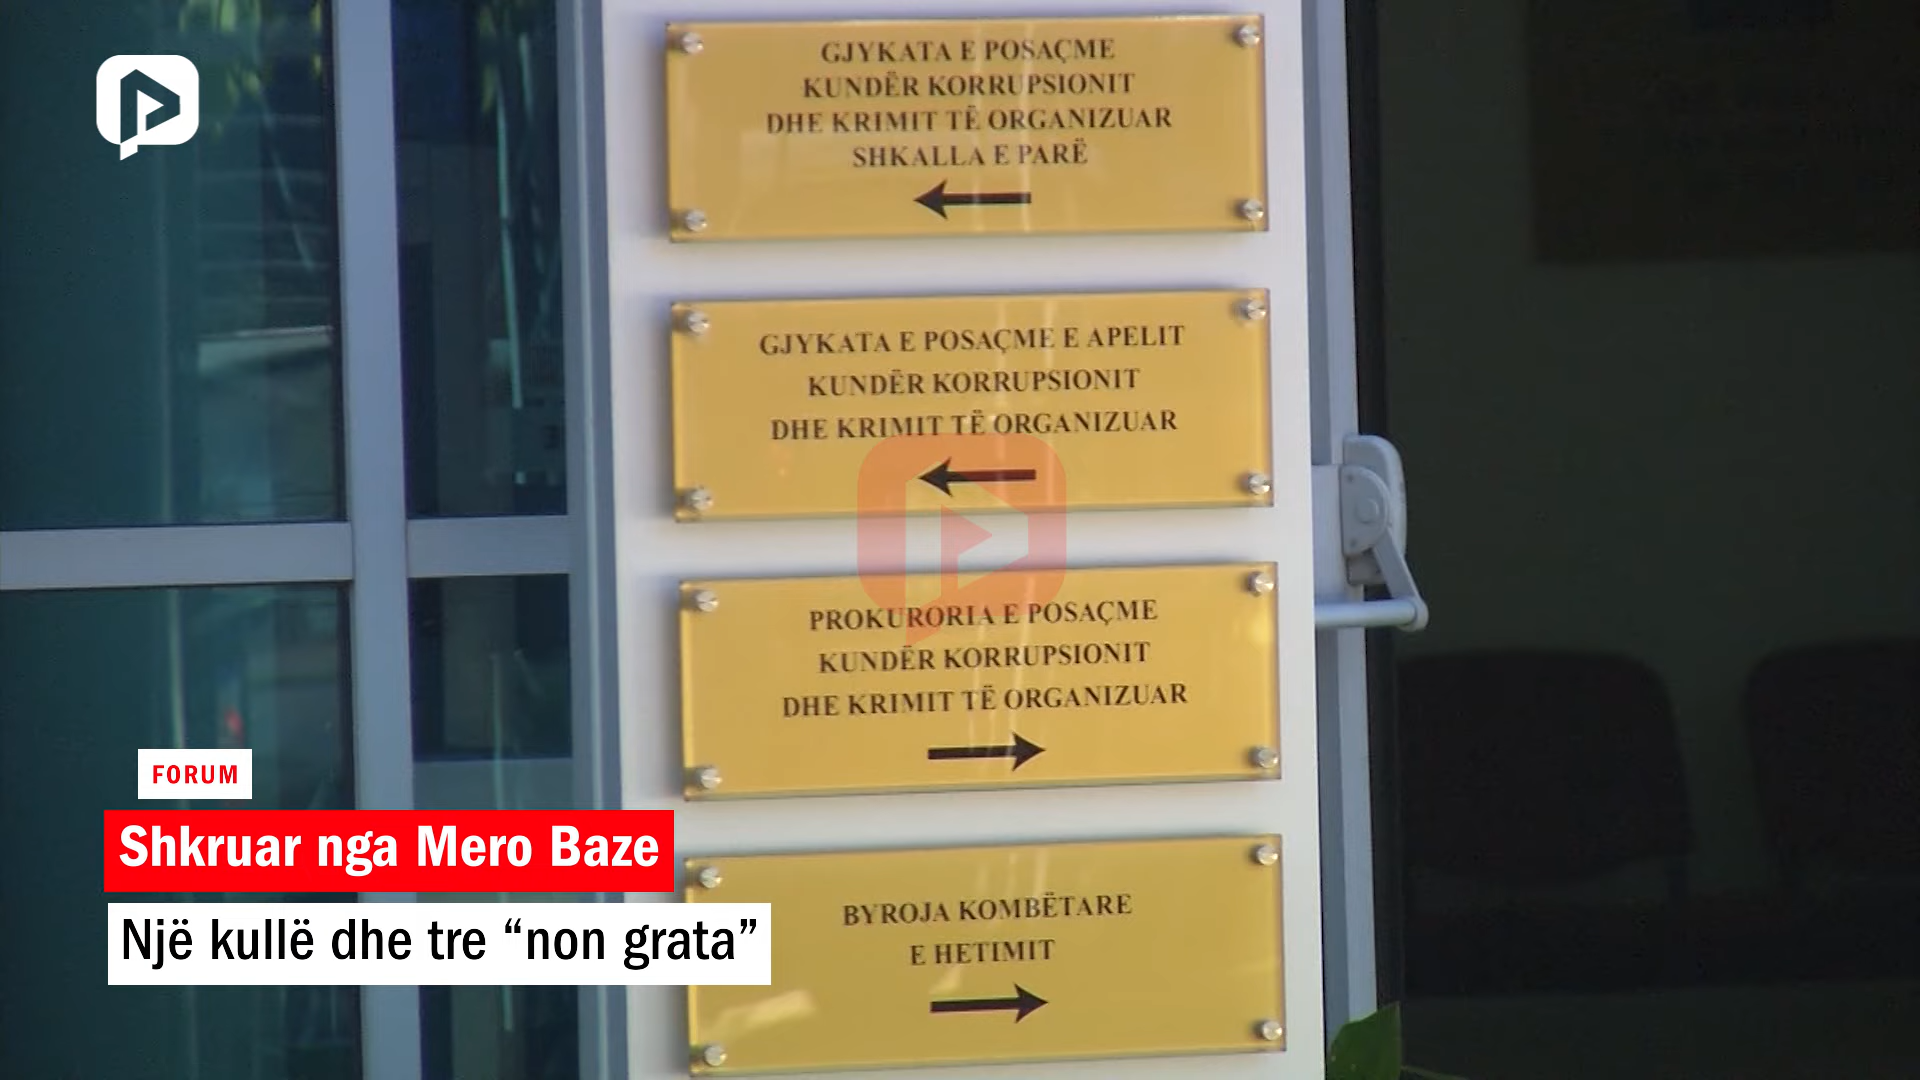 GJYKATA E POSAÇME
KUNDËR KORRUPSIONIT
DHE KRIMIT TË ORGANIZUAR
SHKALLA E PARË
GJYKATA E POSAÇME E APELIT
KUNDËR KORRUPSIONIT
DHE KRIMIT TË ORGANIZUAR
PROKURORIA E POSAÇME
KUNDËR KORRUPSIONIT
DHE KRIMIT TË ORGANIZUAR
BYROJA KOMBËTARE
E HETIMIT
FORUM
Shkruar nga Mero Baze
Një kullë dhe tre “non grata”